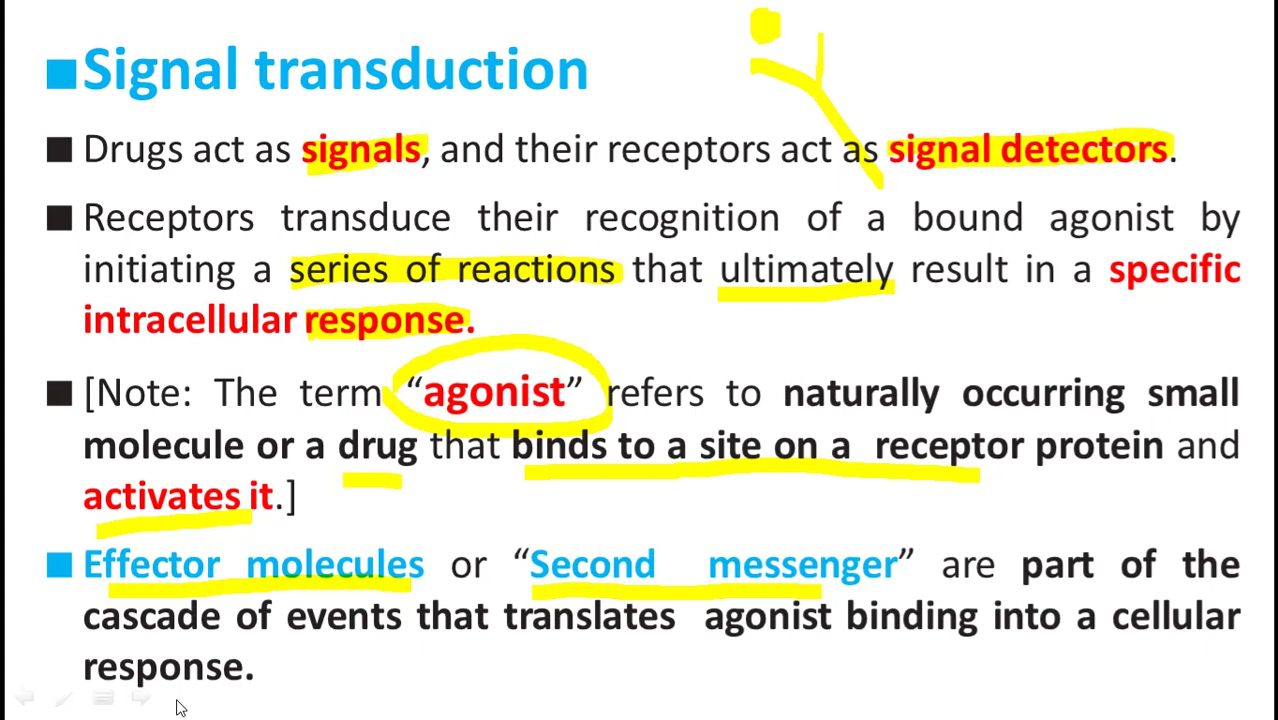 Signal transduction
Drugs act as signals, and their receptors act as signal detectors.
Receptors transduce their recognition of a bound agonist by
initiating a series of reactions that ultimately result in a specific
intracellular response.
[Note: The term “agonist” refers to naturally occurring small
molecule or a drug that binds to a site on a receptor protein and
activates it.]
Effector molecules or “Second messenger” are part of the
cascade of events that translates agonist binding into a cellular
response.